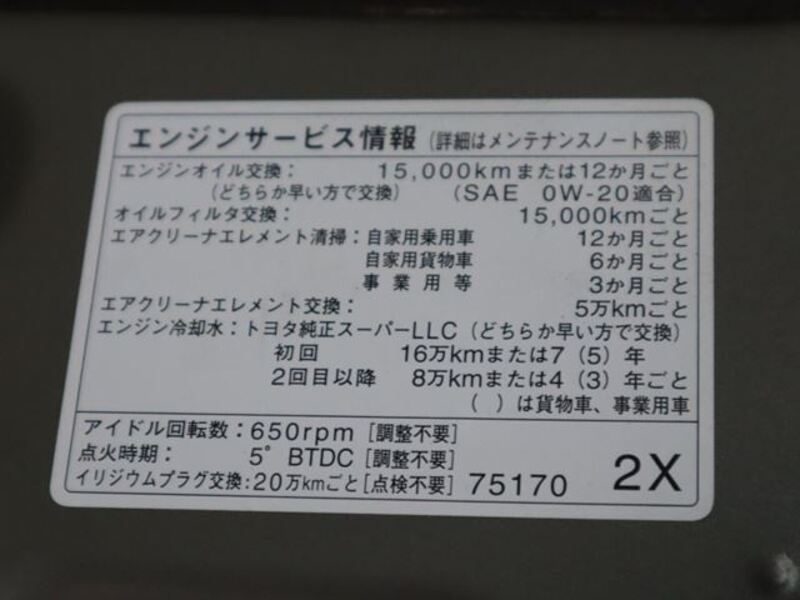 エンジンサービス情報 (詳細はメンテナンスノート参照)
エンジンオイル交換: 15,000kmまたは12か月ごと
(どちらか早い方で交換) (SAE 0W-20適合)
オイルフィルタ交換: 15,000kmごと
エアクリーナエレメント清掃:自家用乗用車 12か月ごと
自家用貨物車 6か月ごと
事業用等 3か月ごと
エアクリーナエレメント交換: 5万kmごと
エンジン冷却水:トヨタ純正スーパーLLC (どちらか早い方で交換)
初回 16万kmまたは7 (5) 年
2回目以降 8万kmまたは4 (3) 年ごと
( ) は貨物車、事業用車
アイドル回転数:650rpm [調整不要]
点火時期: 5° BTDC [調整不要]
イリジウムプラグ交換:20万kmごと[点検不要] 75170 2X